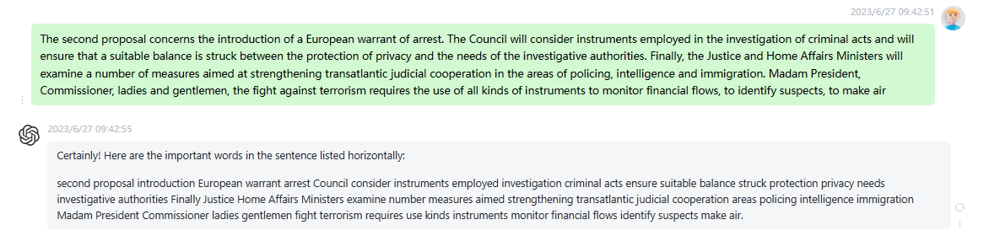 2023/6/27 09:42:51
The second proposal concerns the introduction of a European warrant of arrest. The Council will consider instruments employed in the investigation of criminal acts and will
ensure that a suitable balance is struck between the protection of privacy and the needs of the investigative authorities. Finally, the Justice and Home Affairs Ministers will
examine a number of measures aimed at strengthening transatlantic judicial cooperation in the areas of policing, intelligence and immigration. Madam President,
Commissioner, ladies and gentlemen, the fight against terrorism requires the use of all kinds of instruments to monitor financial flows, to identify suspects, to make air
2023/6/27 09:42:55
Certainly! Here are the important words in the sentence listed horizontally:
second proposal introduction European warrant arrest Council consider instruments employed investigation criminal acts ensure suitable balance struck protection privacy needs
investigative authorities Finally Justice Home Affairs Ministers examine number measures aimed strengthening transatlantic judicial cooperation areas policing intelligence immigration
Madam President Commissioner ladies gentlemen fight terrorism requires use kinds instruments monitor financial flows identify suspects make air.